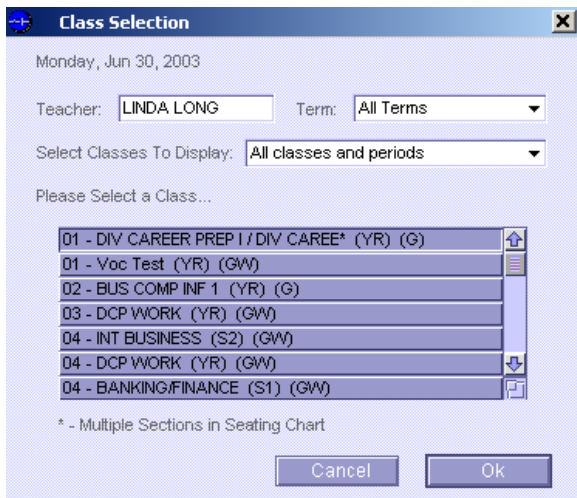 Class Selection
Monday, Jun 30, 2003
Teacher: LINDA LONG Term: All Terms
Select Classes To Display: All classes and periods
Please Select a Class...
01 - DIV CAREER PREP I / DIV CAREE* (YR) (G)
01 - Voc Test (YR) (GW)
02 - BUS COMP INF 1 (YR) (G)
03 - DCP WORK (YR) (GW)
04 - INT BUSINESS (S2) (GW)
04 - DCP WORK (YR) (GW)
04 - BANKING/FINANCE (S1) (GW)
* - Multiple Sections in Seating Chart
Cancel Ok